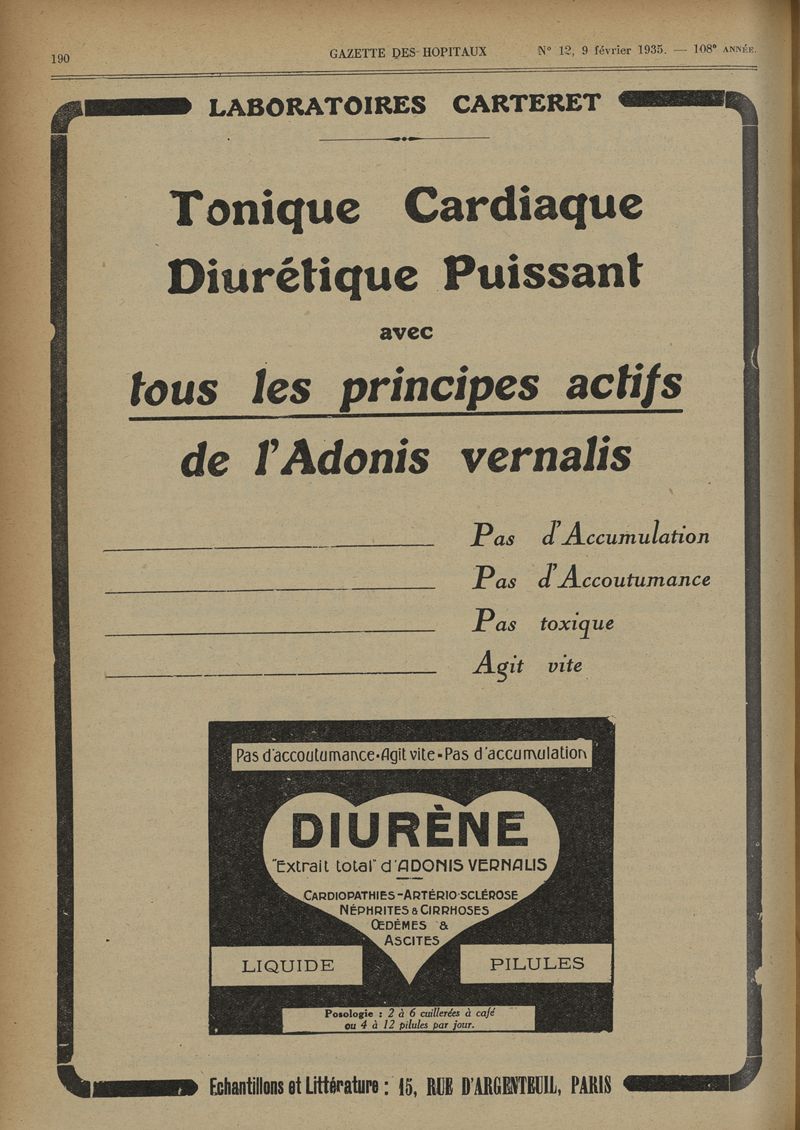 190
GAZETTE DES HOPITAUX
N° 12, 9 février 1935. — 108e ANNÉE.
LABORATOIRES CARTERET
Tonique Cardiaque
Diurétique Puissant
avec
tous les principes actifs
de l'Adonis vernalis
Pas d'Accumulation
Pas d'Accoutumance
Pas toxique
Agit vite
Pas d'accoutumance-Agit vite-Pas d'accumulation
DIURÈNE
"Extrait total" d'ADONIS VERNALIS
CARDIOPATHIES-ARTÉRIO-SCLÉROSE
NÉPHRITES & CIRRHOSES
ŒDÈMES &
ASCITES
LIQUIDE
PILULES
Posologie : 2 à 6 cuillerées à café
ou 4 à 12 pilules par jour.
Echantillons et Littérature : 15, RUE D'ARGENTEUIL, PARIS